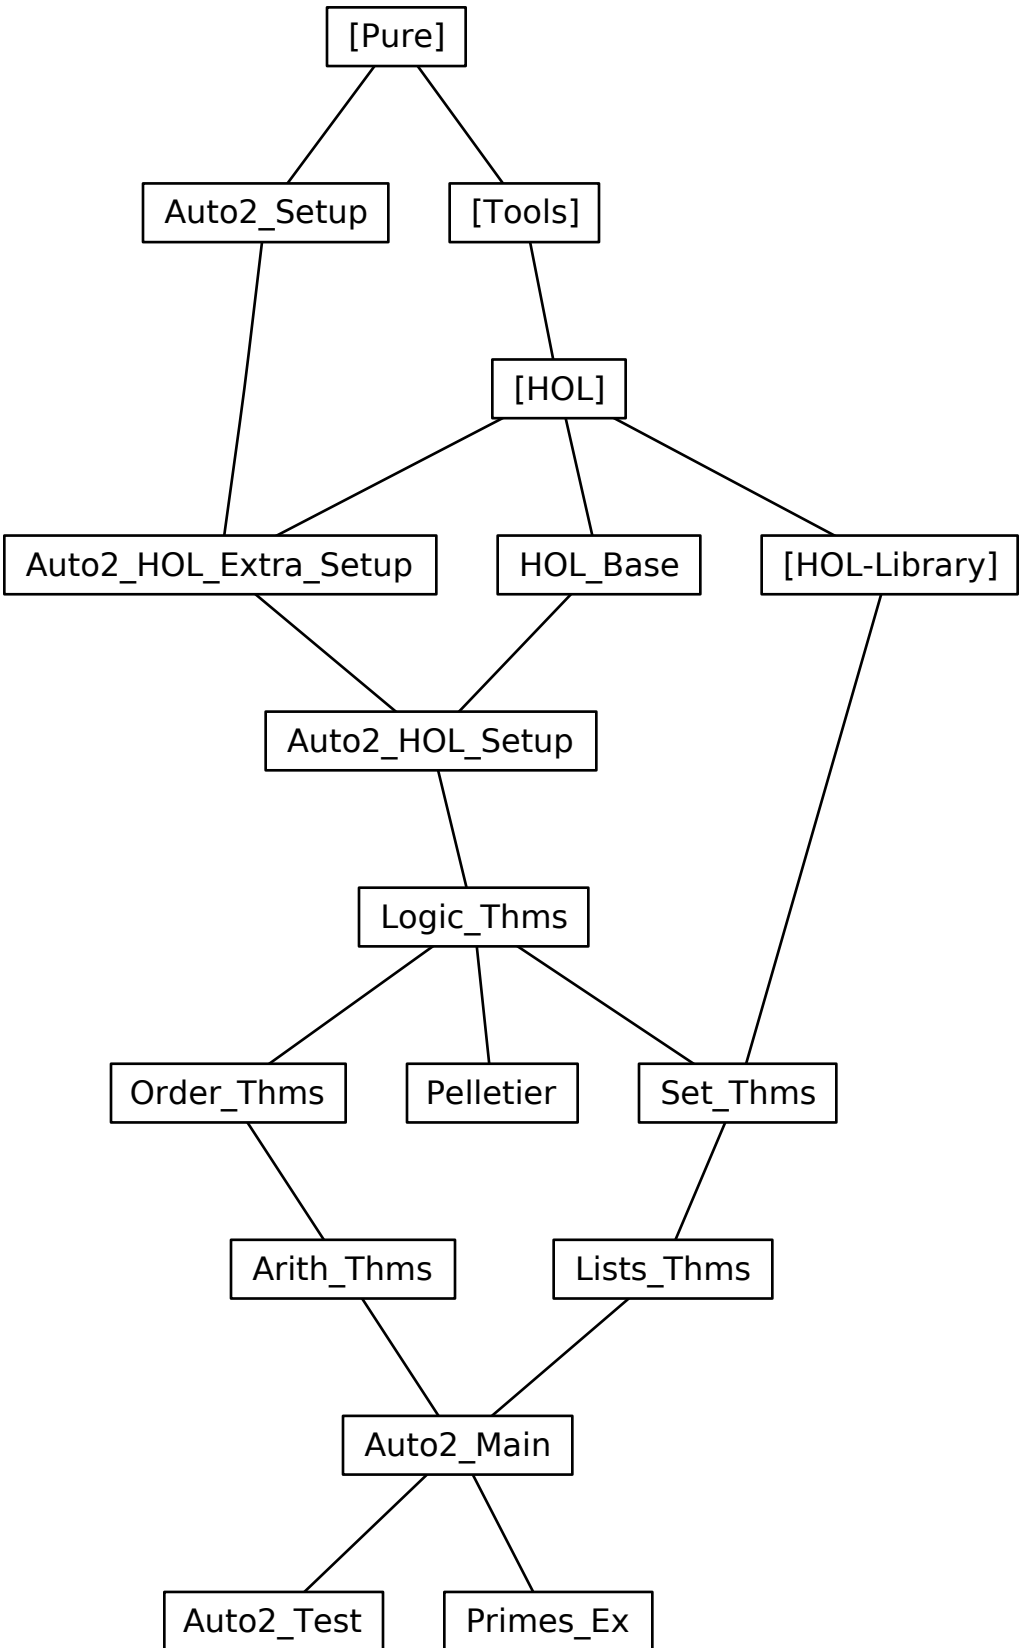 [Pure]
Auto2_Setup
[Tools]
[HOL]
Auto2_HOL_Extra_Setup
HOL_Base
[HOL-Library]
Auto2_HOL_Setup
Logic_Thms
Order_Thms
Pelletier
Set_Thms
Arith_Thms
Lists_Thms
Auto2_Main
Auto2_Test
Primes_Ex